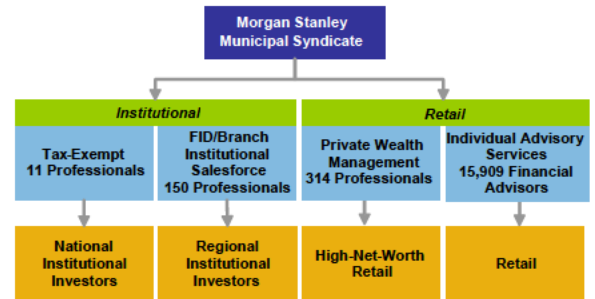 Morgan Stanley
Municipal Syndicate
Institutional
Retail
Tax-Exempt
11 Professionals
FID/Branch
Institutional
Salesforce
150 Professionals
Private Wealth
Management
314 Professionals
Individual Advisory
Services
15,909 Financial
Advisors
National
Institutional
Investors
Regional
Institutional
Investors
High-Net-Worth
Retail
Retail